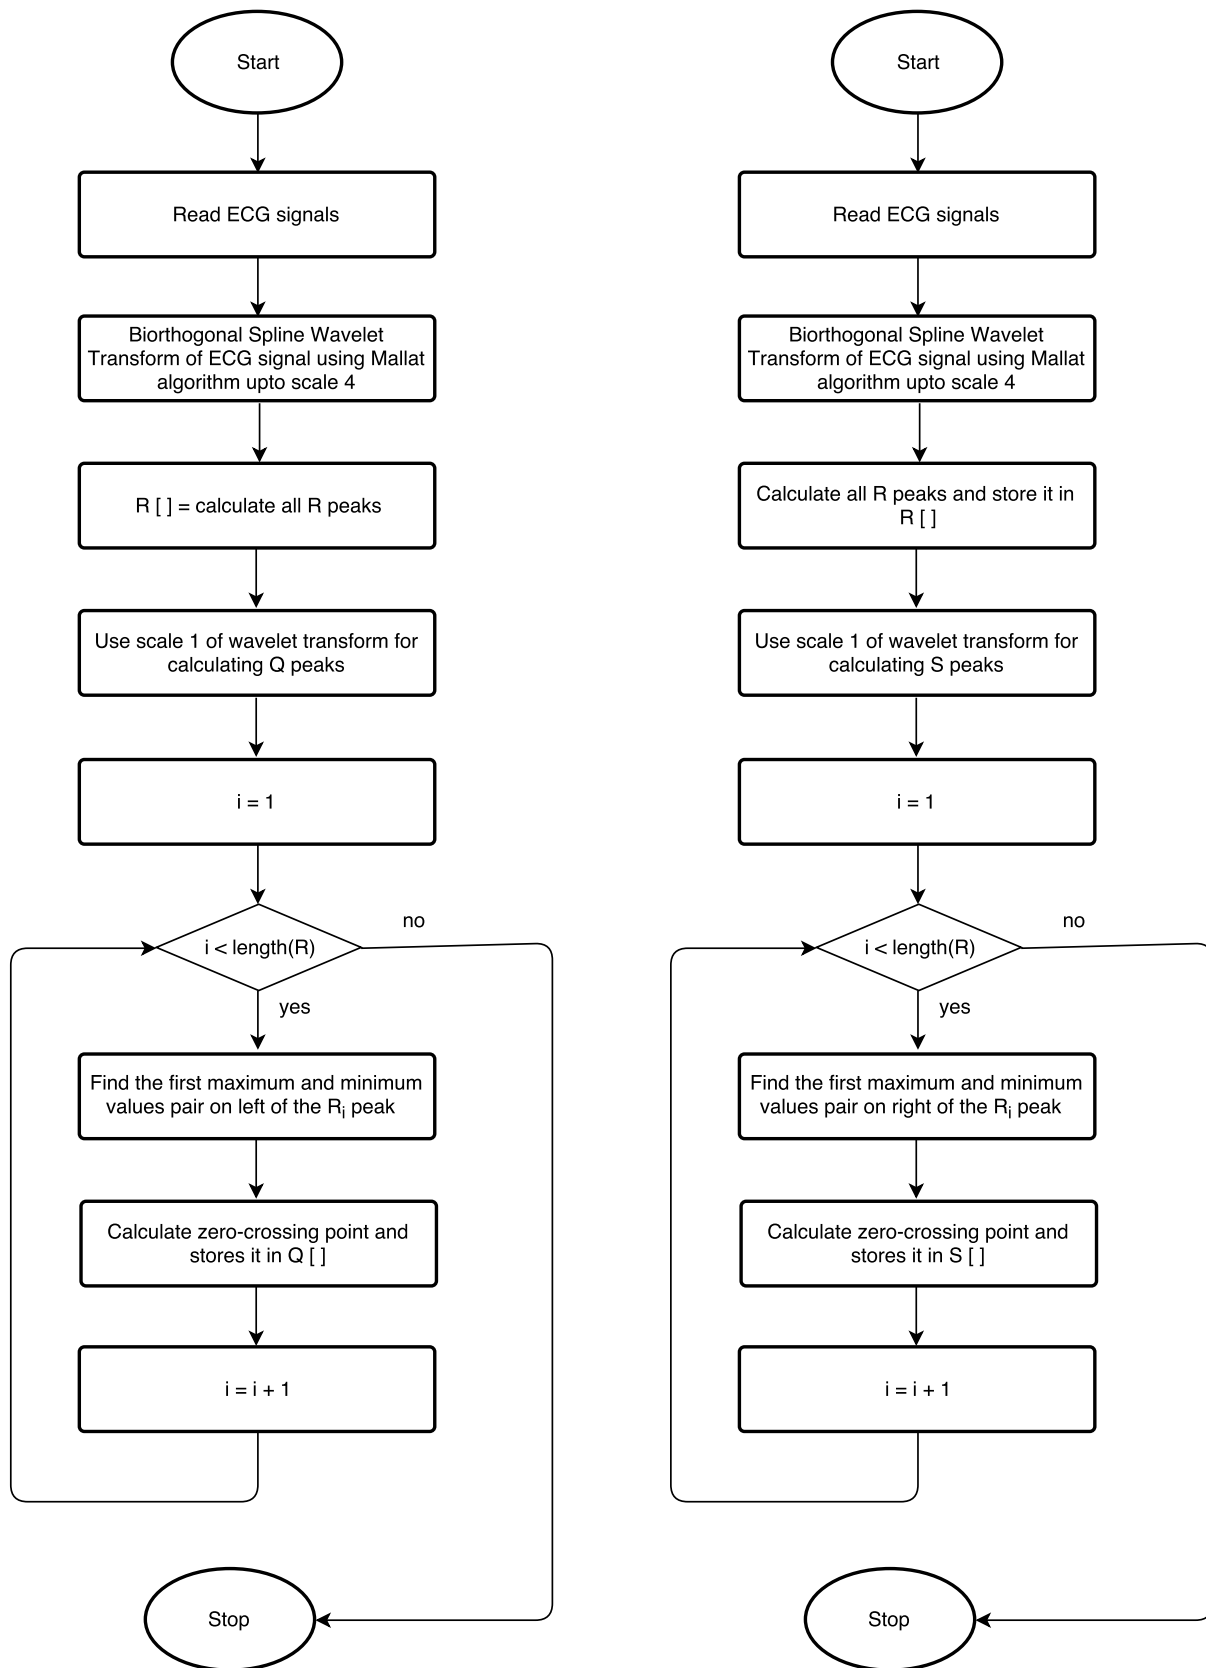 Start
Read ECG signals
Biorthogonal Spline Wavelet
Transform of ECG signal using Mallat
algorithm upto scale 4
R [ ] = calculate all R peaks
Use scale 1 of wavelet transform for
calculating Q peaks
i = 1
i < length(R)
no
yes
Find the first maximum and minimum
values pair on left of the Ri peak
Calculate zero-crossing point and
stores it in Q [ ]
i = i + 1
Stop
Start
Read ECG signals
Biorthogonal Spline Wavelet
Transform of ECG signal using Mallat
algorithm upto scale 4
Calculate all R peaks and store it in
R [ ]
Use scale 1 of wavelet transform for
calculating S peaks
i = 1
i < length(R)
no
yes
Find the first maximum and minimum
values pair on right of the Ri peak
Calculate zero-crossing point and
stores it in S [ ]
i = i + 1
Stop